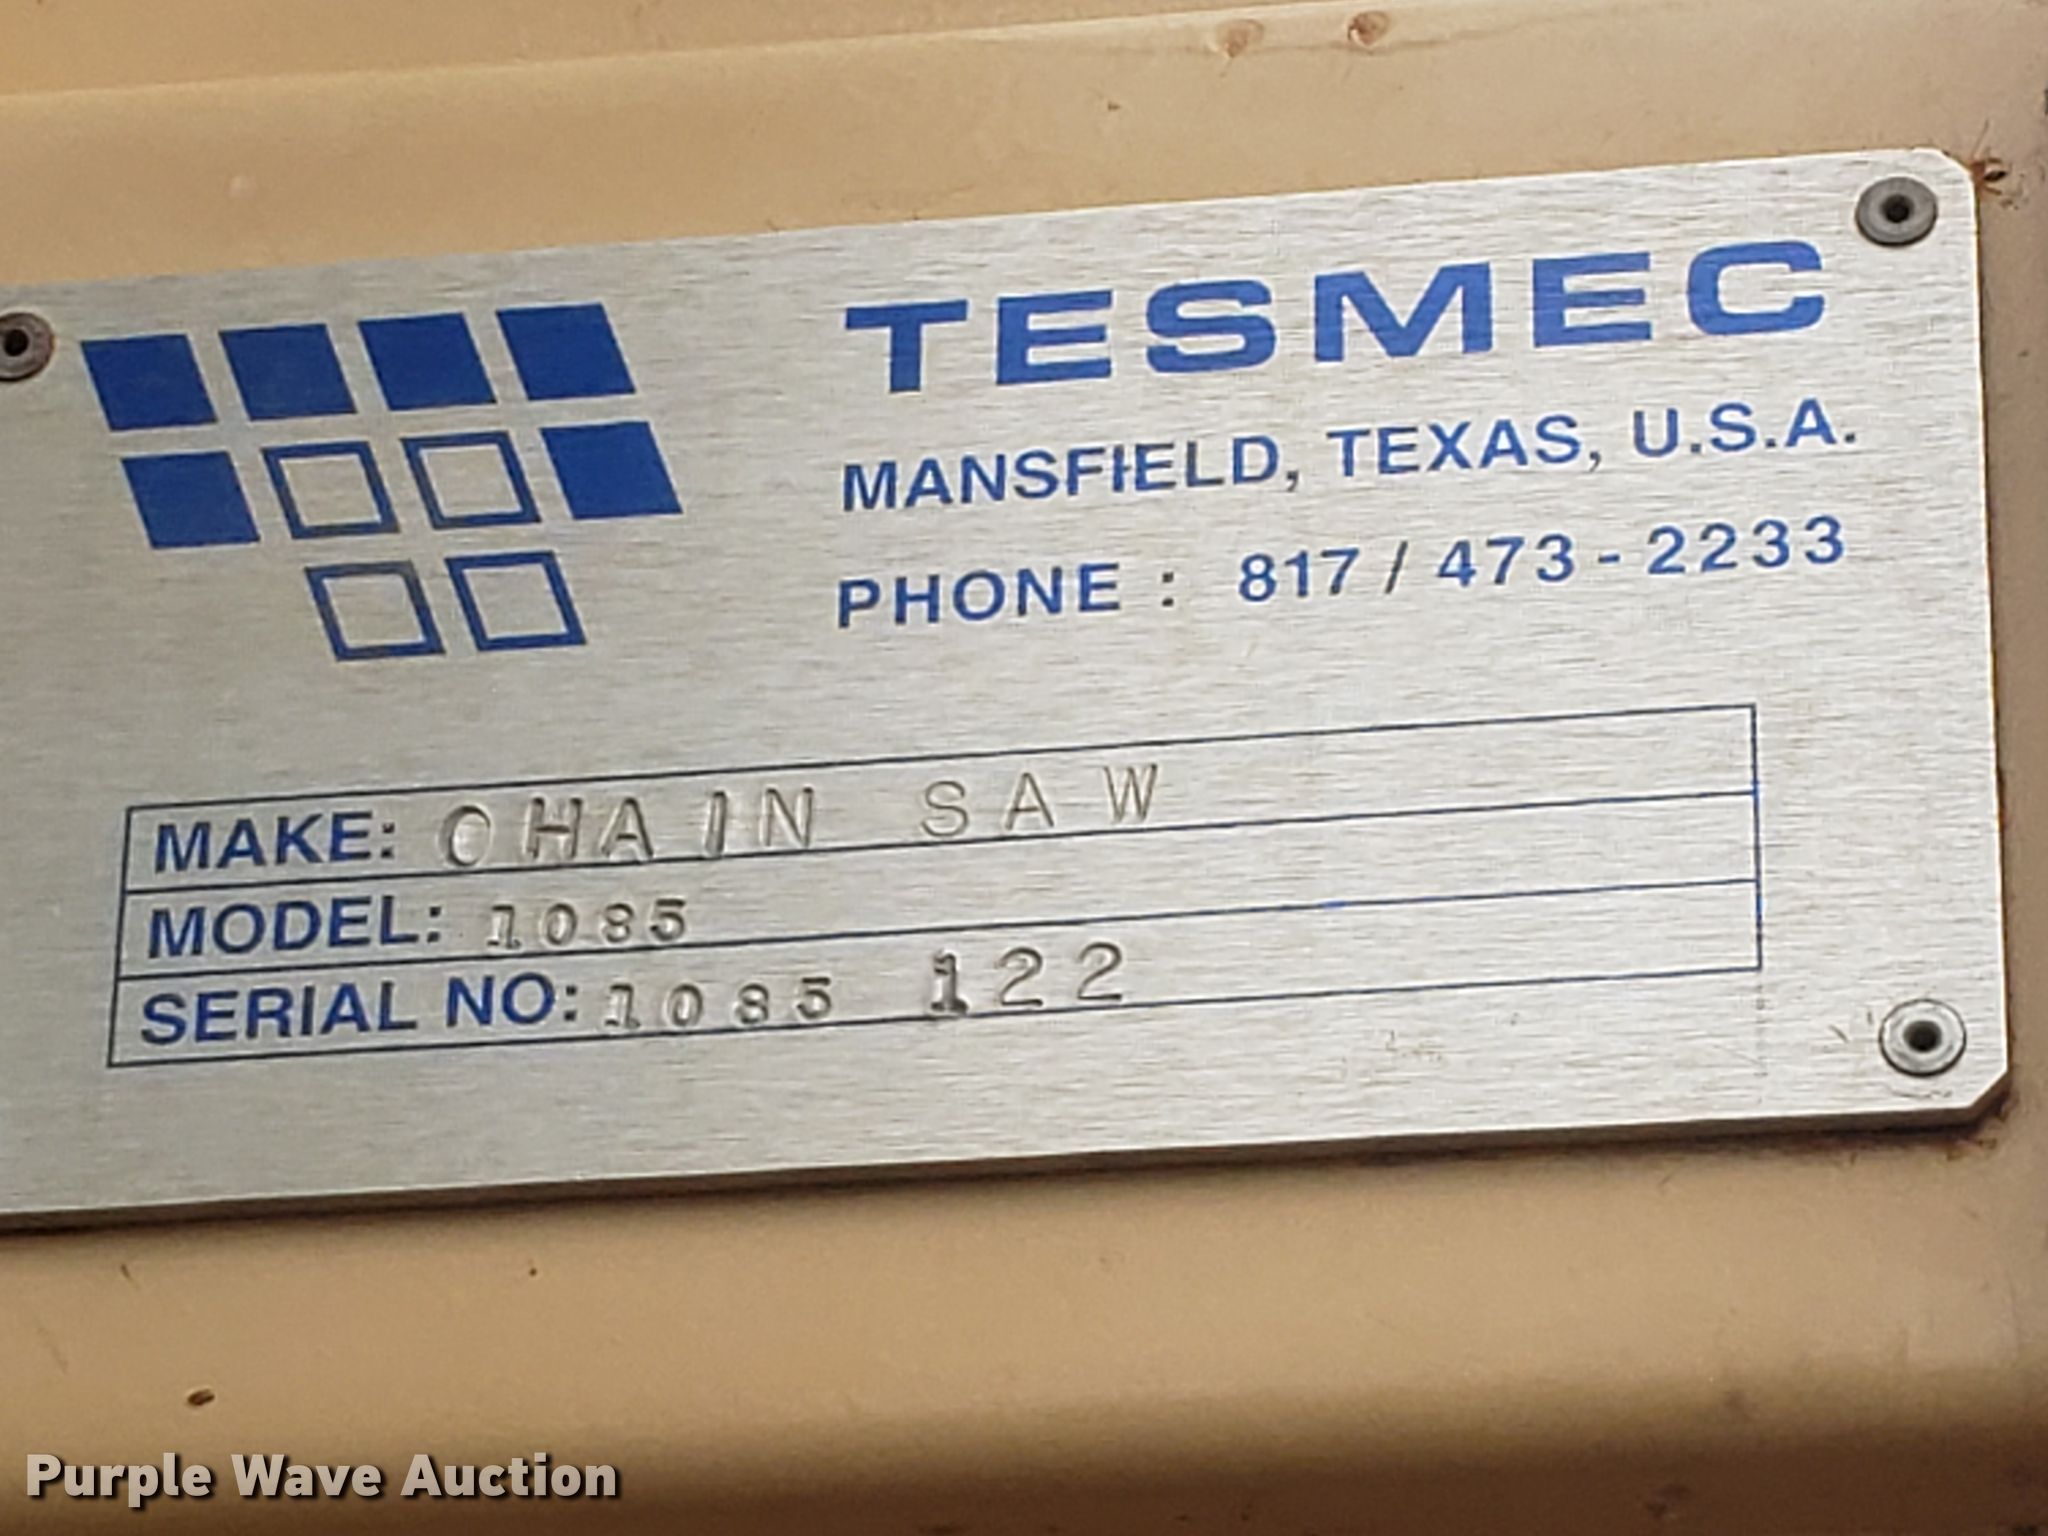 TESMEC
MANSFIELD, TEXAS, U.S.A.
PHONE : 817 / 473 - 2233
MAKE: CHAIN SAW
MODEL: 1085
SERIAL NO: 1085 122
Purple Wave Auction